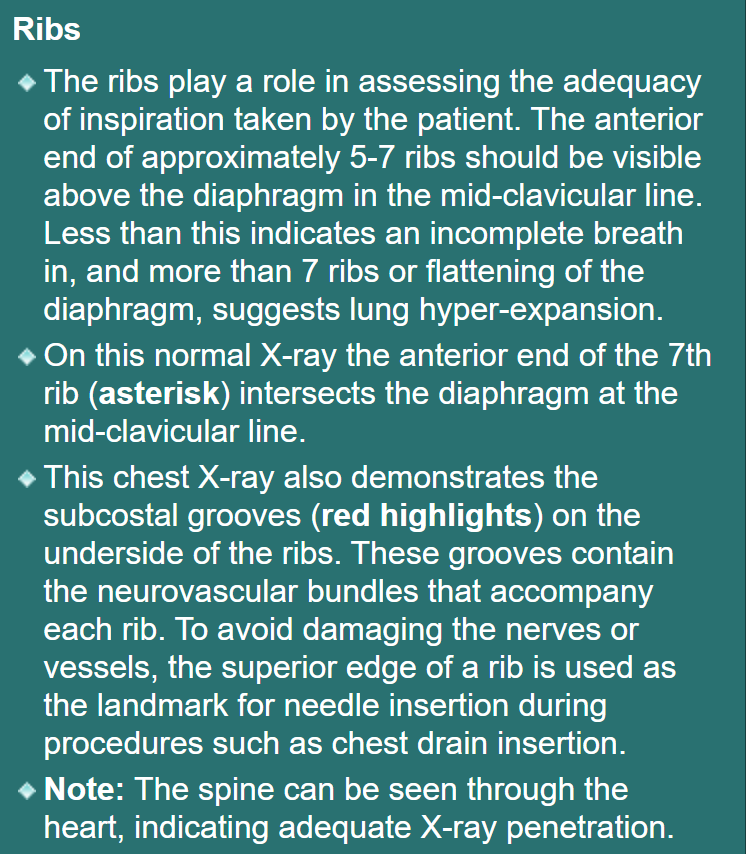 Ribs
The ribs play a role in assessing the adequacy
of inspiration taken by the patient. The anterior
end of approximately 5-7 ribs should be visible
above the diaphragm in the mid-clavicular line.
Less than this indicates an incomplete breath
in, and more than 7 ribs or flattening of the
diaphragm, suggests lung hyper-expansion.
On this normal X-ray the anterior end of the 7th
rib (asterisk) intersects the diaphragm at the
mid-clavicular line.
This chest X-ray also demonstrates the
subcostal grooves (red highlights) on the
underside of the ribs. These grooves contain
the neurovascular bundles that accompany
each rib. To avoid damaging the nerves or
vessels, the superior edge of a rib is used as
the landmark for needle insertion during
procedures such as chest drain insertion.
Note: The spine can be seen through the
heart, indicating adequate X-ray penetration.